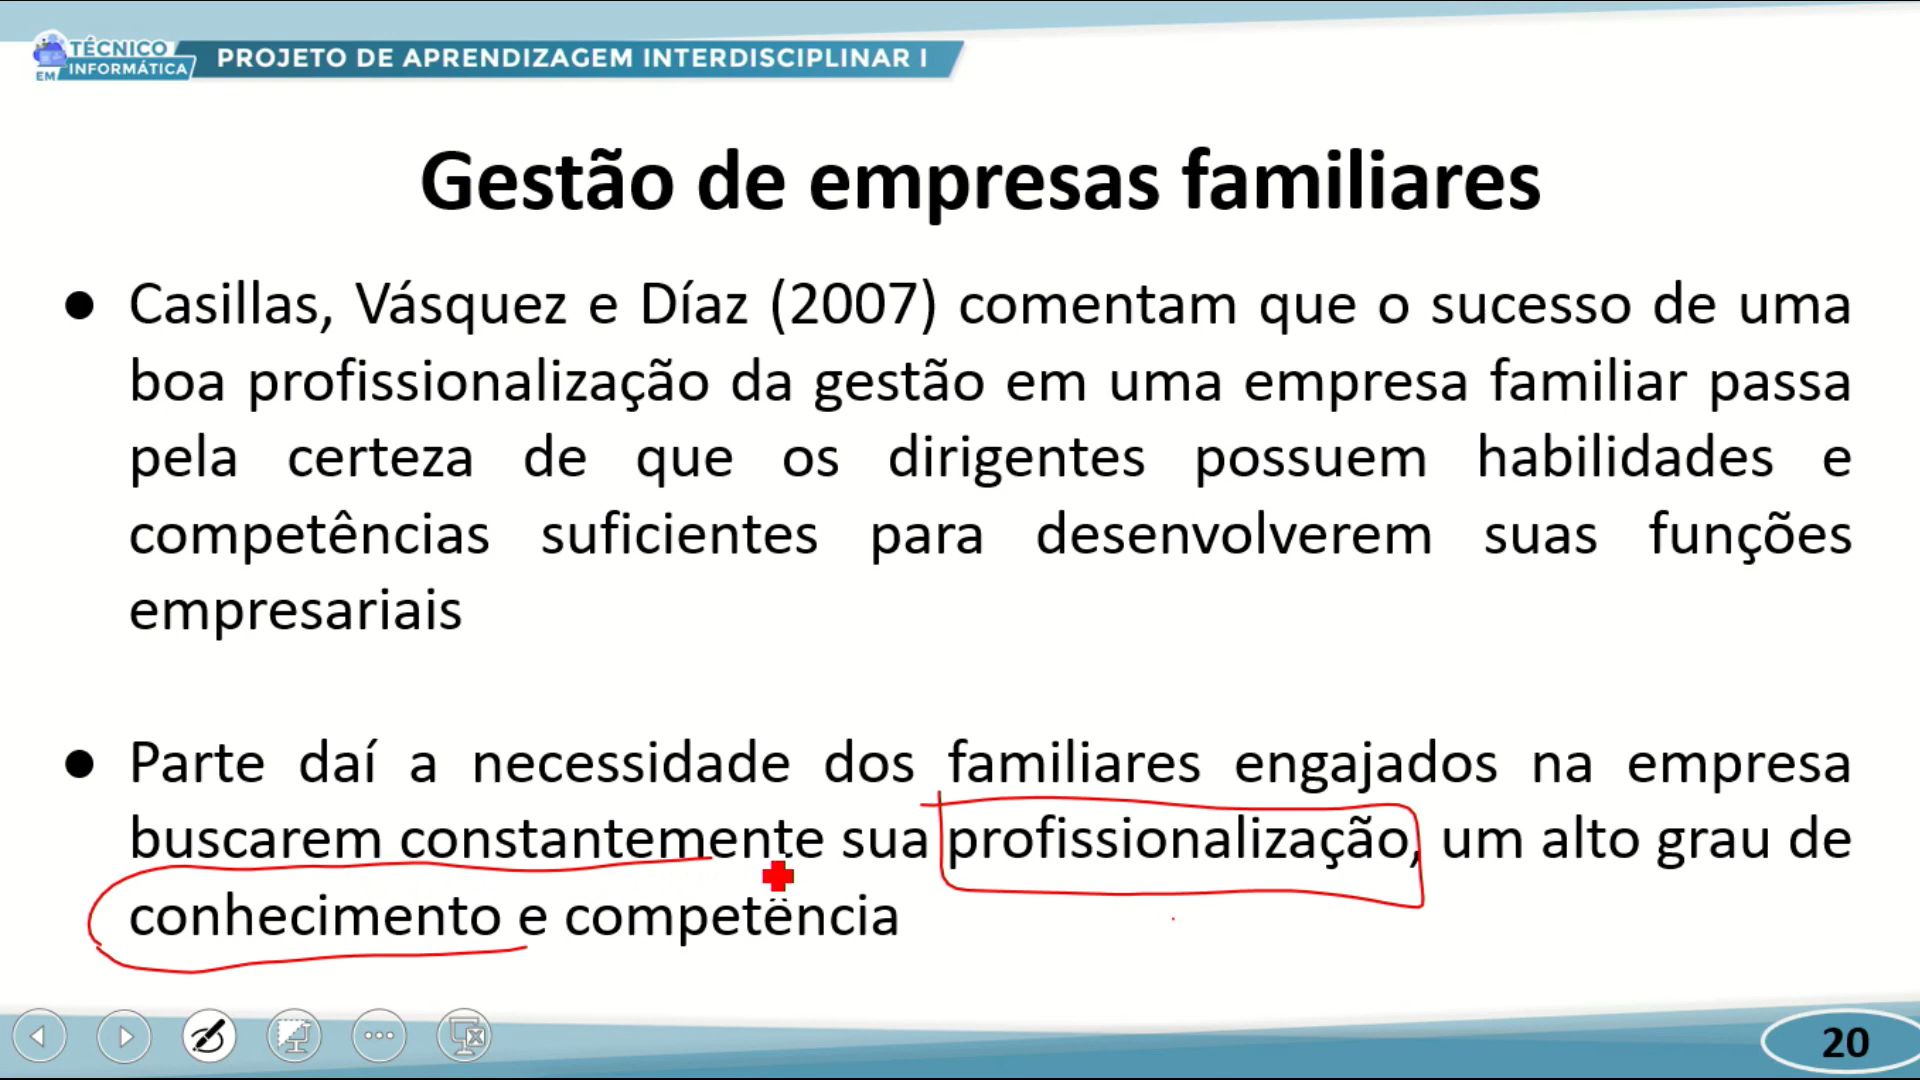 TÉCNICO
EM INFORMÁTICA
PROJETO DE APRENDIZAGEM INTERDISCIPLINAR I
Gestão de empresas familiares
● Casillas, Vásquez e Díaz (2007) comentam que o sucesso de uma
boa profissionalização da gestão em uma empresa familiar passa
pela certeza de que os dirigentes possuem habilidades e
competências suficientes para desenvolverem suas funções
empresariais
● Parte daí a necessidade dos familiares engajados na empresa
buscarem constantemente sua profissionalização, um alto grau de
conhecimento e competência
20